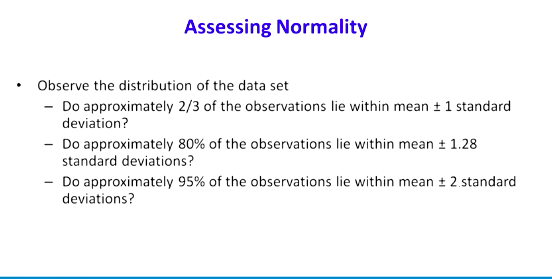 Assessing Normality
• Observe the distribution of the data set
– Do approximately 2/3 of the observations lie within mean ± 1 standard
deviation?
– Do approximately 80% of the observations lie within mean ± 1.28
standard deviations?
– Do approximately 95% of the observations lie within mean ± 2 standard
deviations?